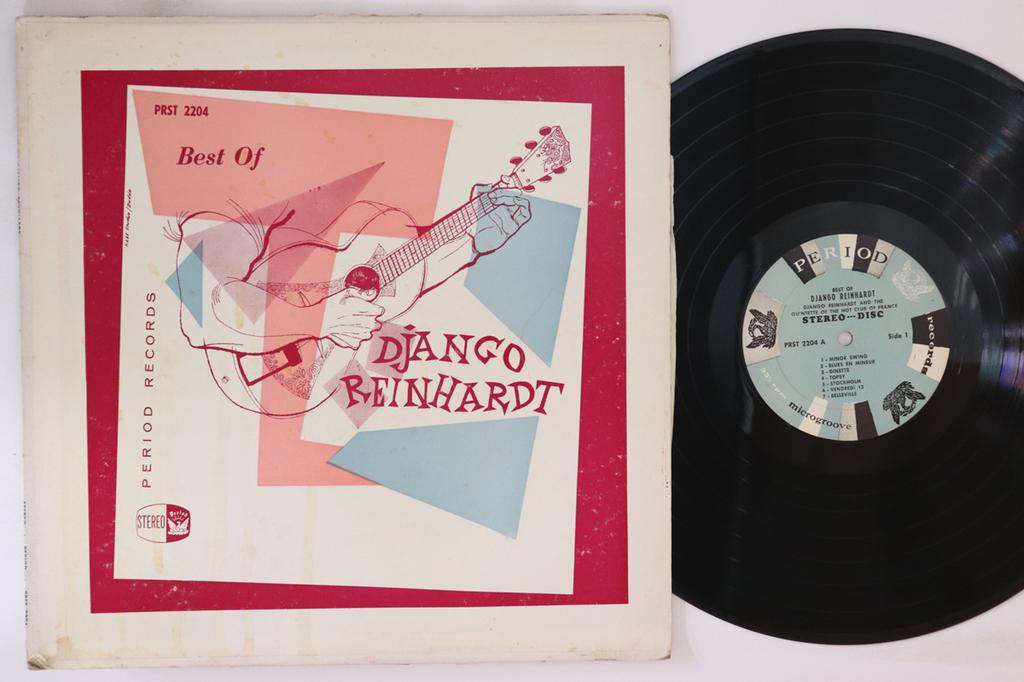 PRST 2204
Best Of
DJANGO
REINHARDT
PERIOD RECORDS
STEREO
Period
PERIOD
BEST OF
DJANGO REINHARDT
DJANGO REINHARDT AND THE
QUINTETTE OF THE HOT CLUB OF FRANCE
STEREO---DISC
PRST 2204 A
Side 1
1 - MINOR SWING
2 - BLUES EN MINEUR
3 - DINETTE
4 - TOPSY
5 - STOCKHOLM
6 - VENDREDI 13
7 - BELLEVILLE
records
microgroove